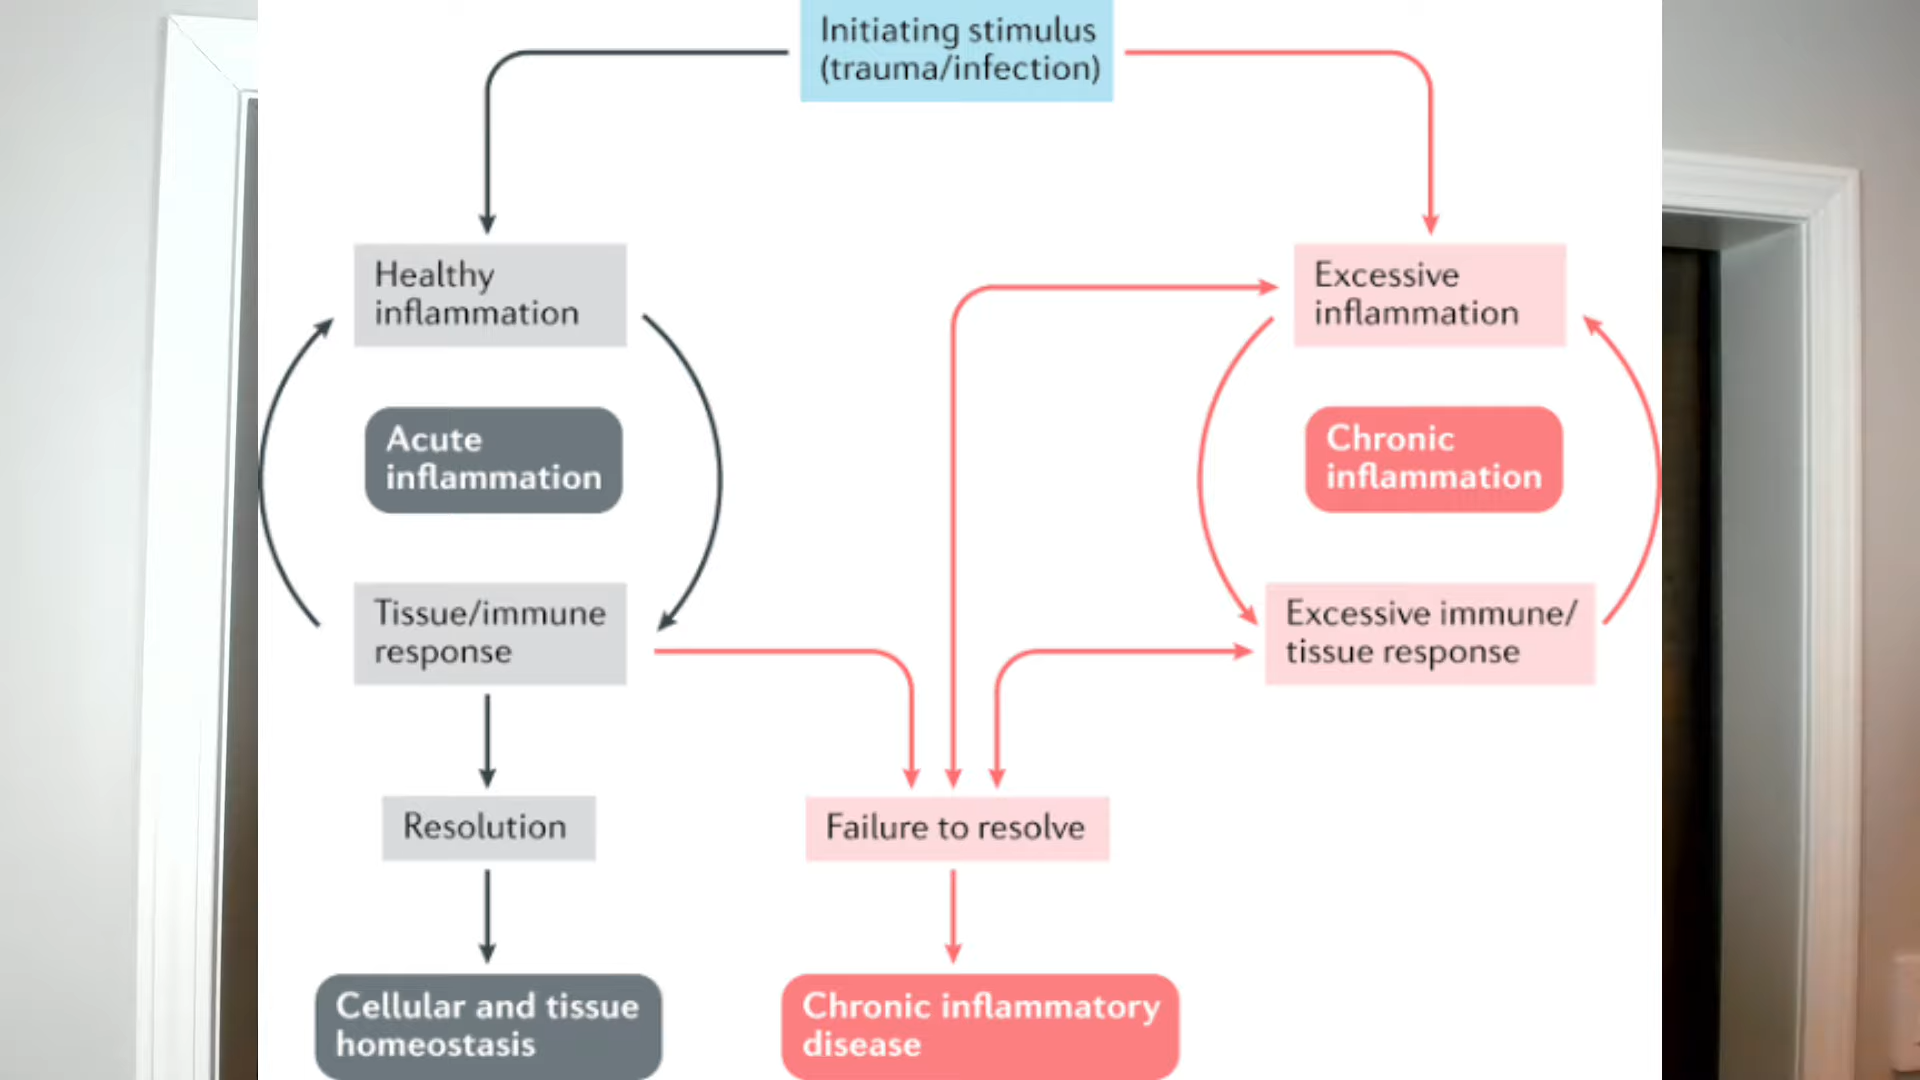 Initiating stimulus
(trauma/infection)
Healthy
inflammation
Excessive
inflammation
Acute
inflammation
Chronic
inflammation
Tissue/immune
response
Excessive immune/
tissue response
Resolution
Failure to resolve
Cellular and tissue
homeostasis
Chronic inflammatory
disease